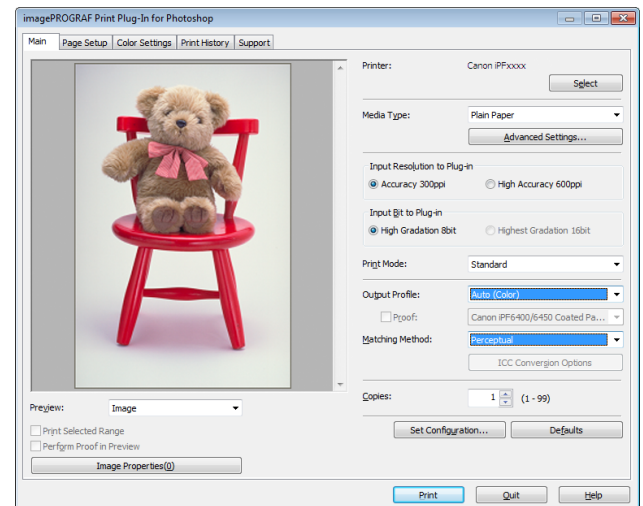 imagePROGRAF Print Plug-In for Photoshop
Main Page Setup Color Settings Print History Support
Printer: Canon iPFxxxx
Select
Media Type: Plain Paper
Advanced Settings...
Input Resolution to Plug-in
Accuracy 300ppi High Accuracy 600ppi
Input Bit to Plug-in
High Gradation 8bit Highest Gradation 16bit
Print Mode: Standard
Output Profile: Auto (Color)
Proof: Canon iPF6400/6450 Coated Pa...
Matching Method: Perceptual
ICC Conversion Options
Copies: 1 (1 - 99)
Preview: Image
Print Selected Range
Perform Proof in Preview
Image Properties(0)
Set Configuration... Defaults
Print Quit Help